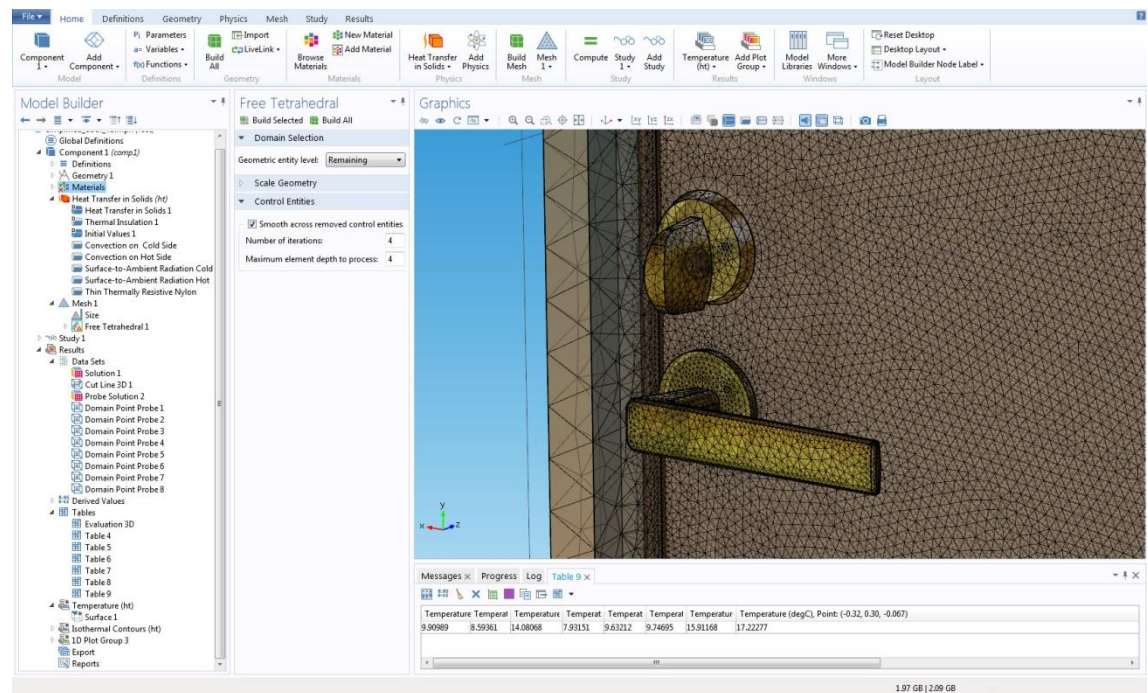 File Home Definitions Geometry Physics Mesh Study Results
Component 1
Add Component
Model
Pi Parameters
a= Variables
f(x) Functions
Definitions
Build All
Import
LiveLink
Geometry
Browse Materials
New Material
Add Material
Materials
Heat Transfer in Solids
Add Physics
Physics
Build Mesh
Mesh 1
Mesh
Compute
Study 1
Add Study
Study
Temperature (ht)
Add Plot Group
Results
Model Libraries
More Windows
Windows
Reset Desktop
Desktop Layout
Model Builder Node Label
Layout
Model Builder
Global Definitions
Component 1 (comp1)
Definitions
Geometry 1
Materials
Heat Transfer in Solids (ht)
Heat Transfer in Solids 1
Thermal Insulation 1
Initial Values 1
Convection on Cold Side
Convection on Hot Side
Surface-to-Ambient Radiation Cold
Surface-to-Ambient Radiation Hot
Thin Thermally Resistive Nylon
Mesh 1
Size
Free Tetrahedral 1
Study 1
Results
Data Sets
Solution 1
Cut Line 3D 1
Probe Solution 2
Domain Point Probe 1
Domain Point Probe 2
Domain Point Probe 3
Domain Point Probe 4
Domain Point Probe 5
Domain Point Probe 6
Domain Point Probe 7
Domain Point Probe 8
Derived Values
Tables
Evaluation 3D
Table 4
Table 5
Table 6
Table 7
Table 8
Table 9
Temperature (ht)
Surface 1
Isothermal Contours (ht)
1D Plot Group 3
Export
Reports
Free Tetrahedral
Build Selected Build All
Domain Selection
Geometric entity level: Remaining
Scale Geometry
Control Entities
Smooth across removed control entities
Number of iterations: 4
Maximum element depth to process: 4
Graphics
y
x z
Messages Progress Log Table 9
Temperature Temperat Temperature Temperat Temperat Temperat Temperatur Temperature (degC), Point: (-0.32, 0.30, -0.067)
9.90989 8.59361 14.08068 7.93151 9.63212 9.74695 15.91168 17.22277
1.97 GB | 2.09 GB